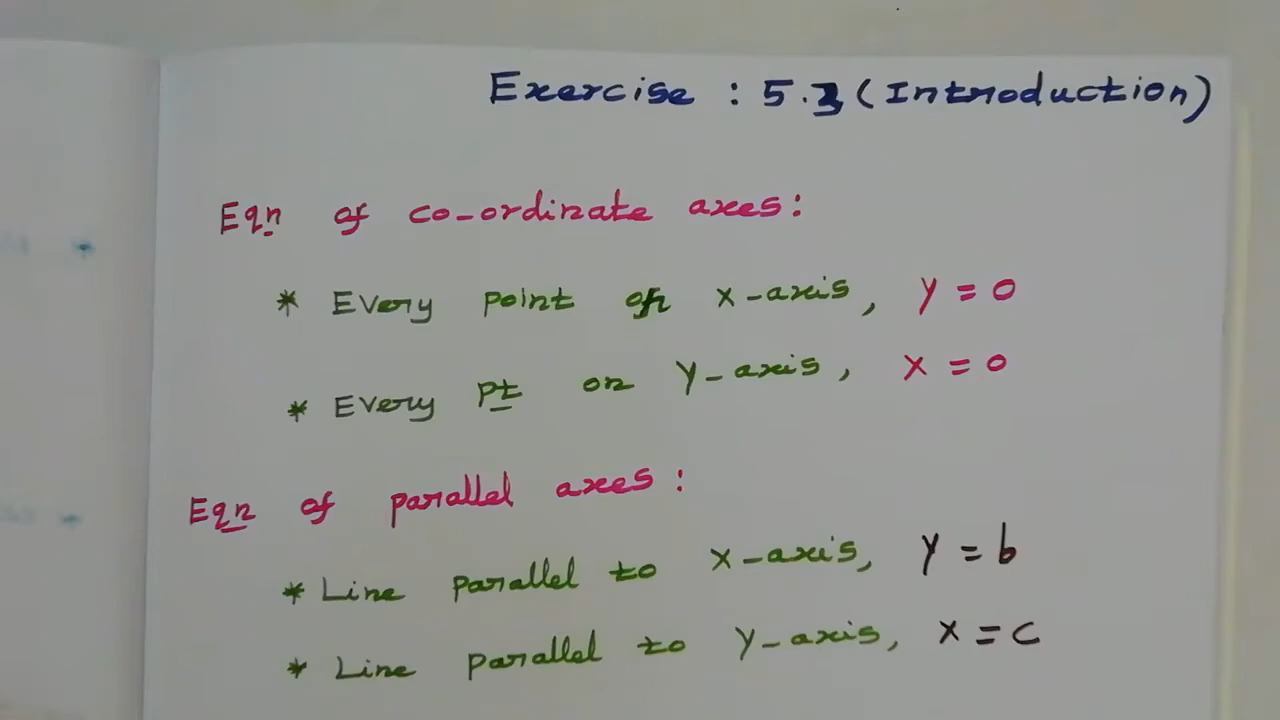 Exercise : 5.3 (Introduction)
Eqn of co-ordinate axes:
* Every point on x-axis, y = 0
* Every pt on y-axis, x = 0
Eqn of parallel axes:
* Line parallel to x-axis, y = b
* Line parallel to y-axis, x = c